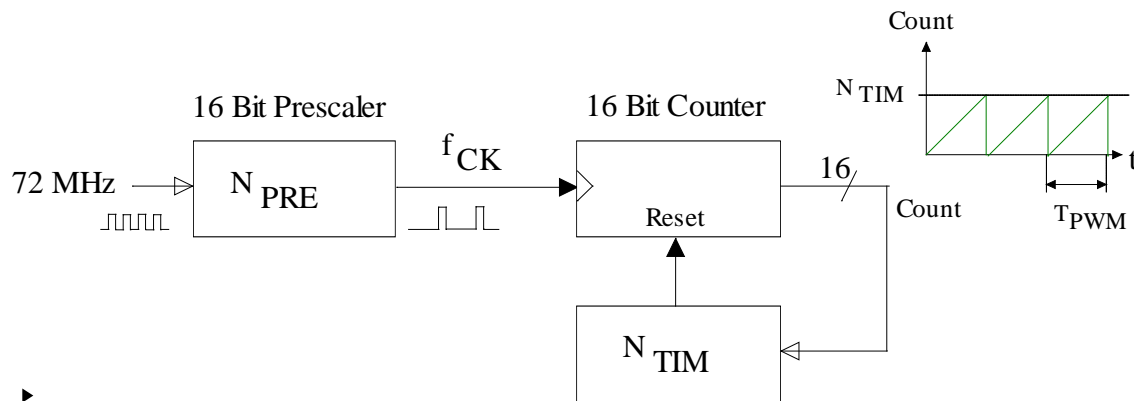 Count
N TIM
16 Bit Prescaler
16 Bit Counter
f CK
t
72 MHz
N PRE
16
Reset
Count
T PWM
N TIM